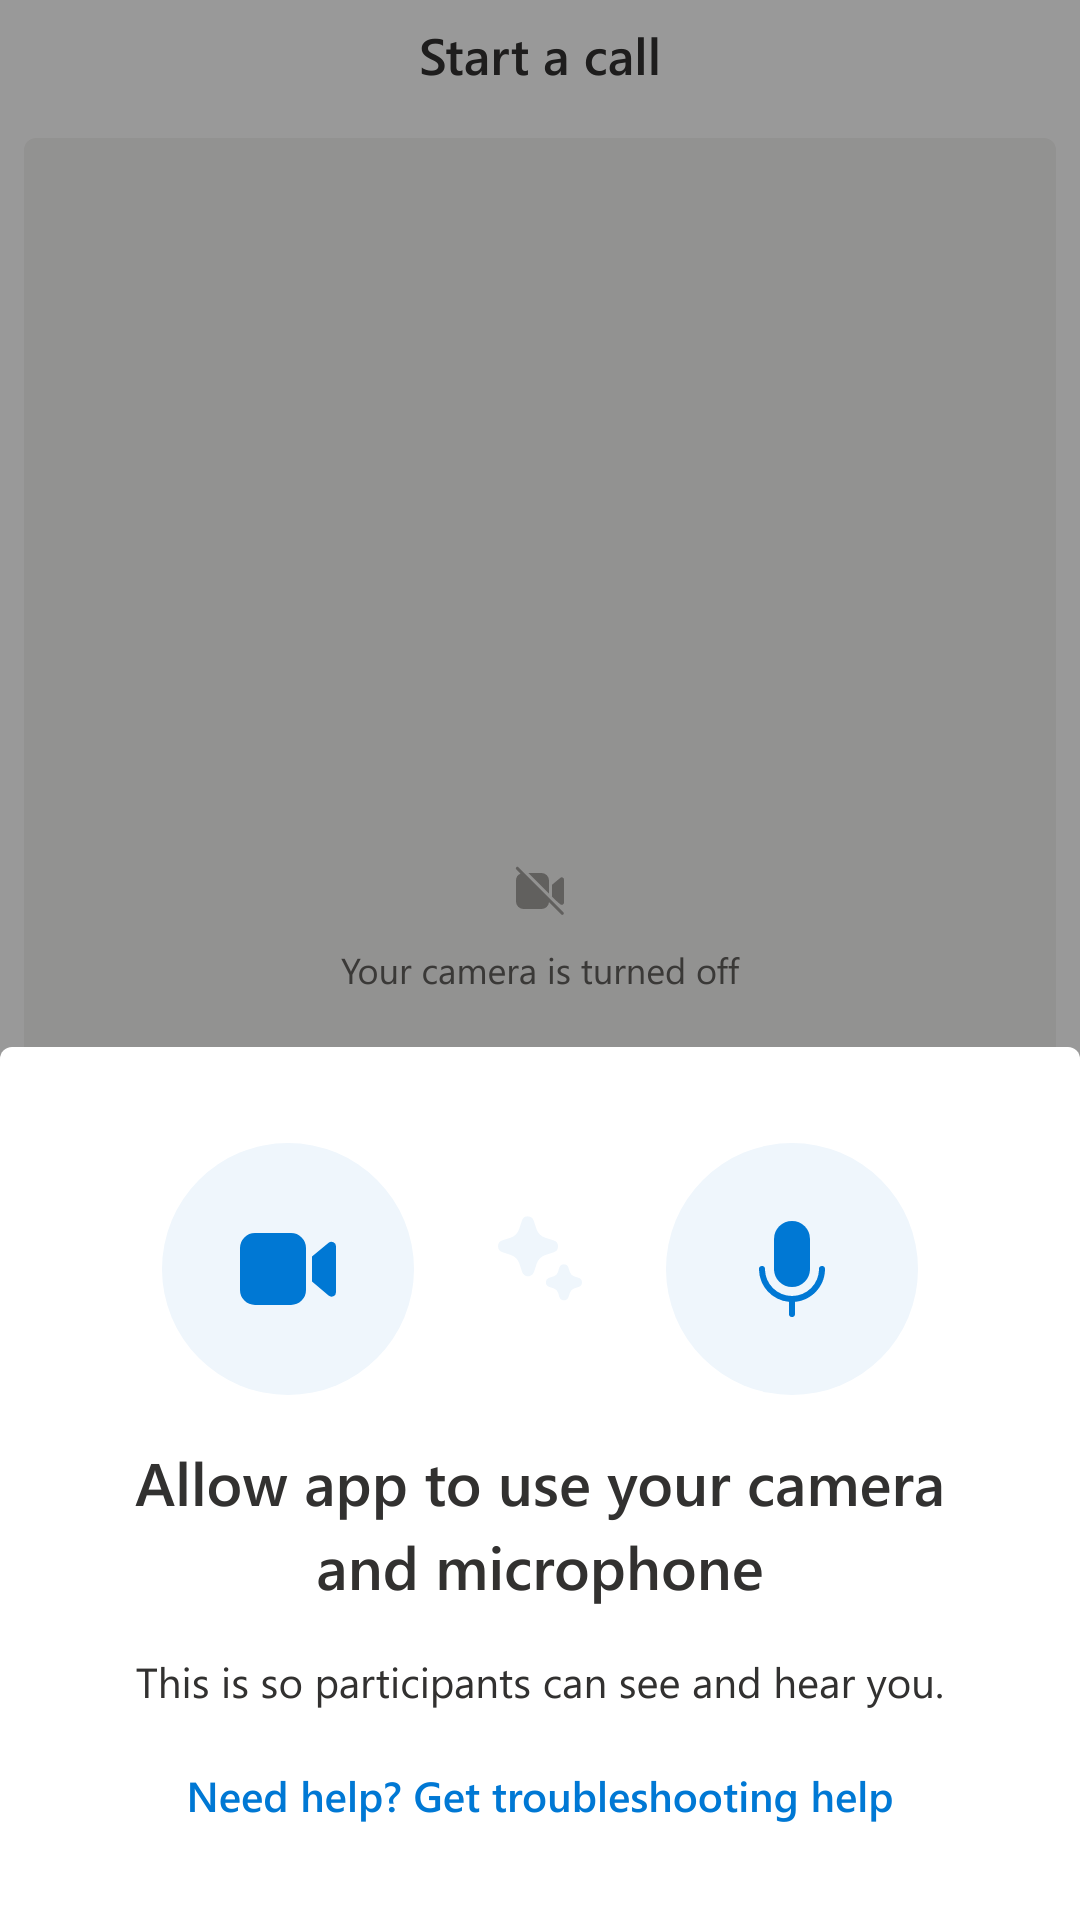 Start a call
Your camera is turned off
Allow app to use your camera
and microphone
This is so participants can see and hear you.
Need help? Get troubleshooting help